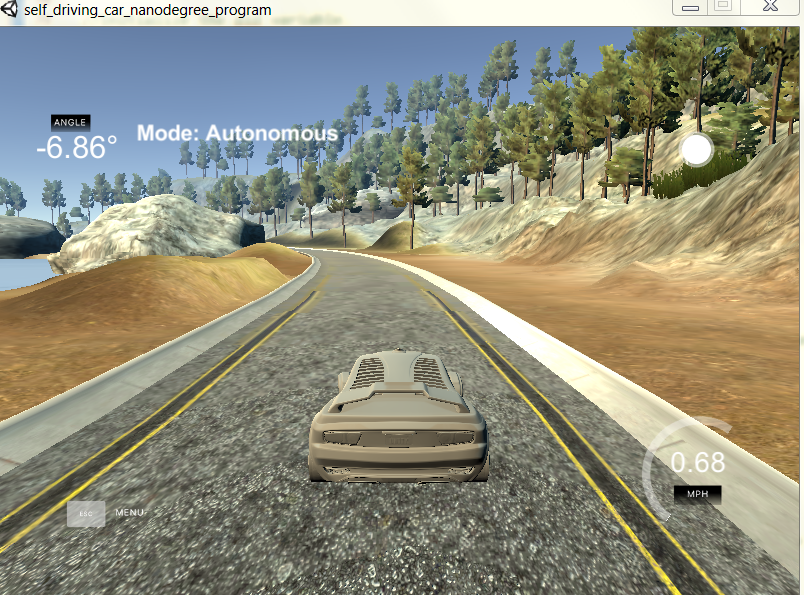 self_driving_car_nanodegree_program
ANGLE
-6.86°
Mode: Autonomous
0.68
MPH
ESC
MENU